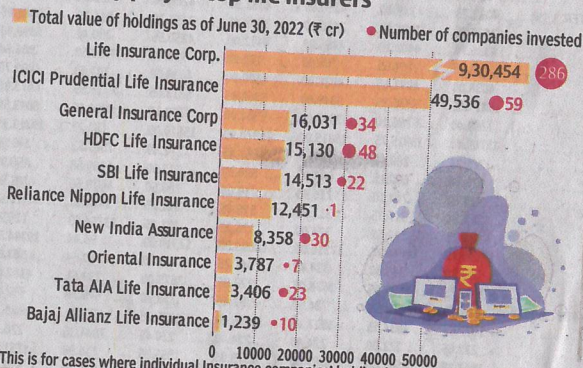 insurers
Total value of holdings as of June 30, 2022 (₹ cr) Number of companies invested
Life Insurance Corp. 9,30,454 286
ICICI Prudential Life Insurance 49,536 59
General Insurance Corp 16,031 34
HDFC Life Insurance 15,130 48
SBI Life Insurance 14,513 22
Reliance Nippon Life Insurance 12,451 1
New India Assurance 8,358 30
Oriental Insurance 3,787 7
Tata AIA Life Insurance 3,406 23
Bajaj Allianz Life Insurance 1,239 10
0 10000 20000 30000 40000 50000
₹
This is for cases where individual